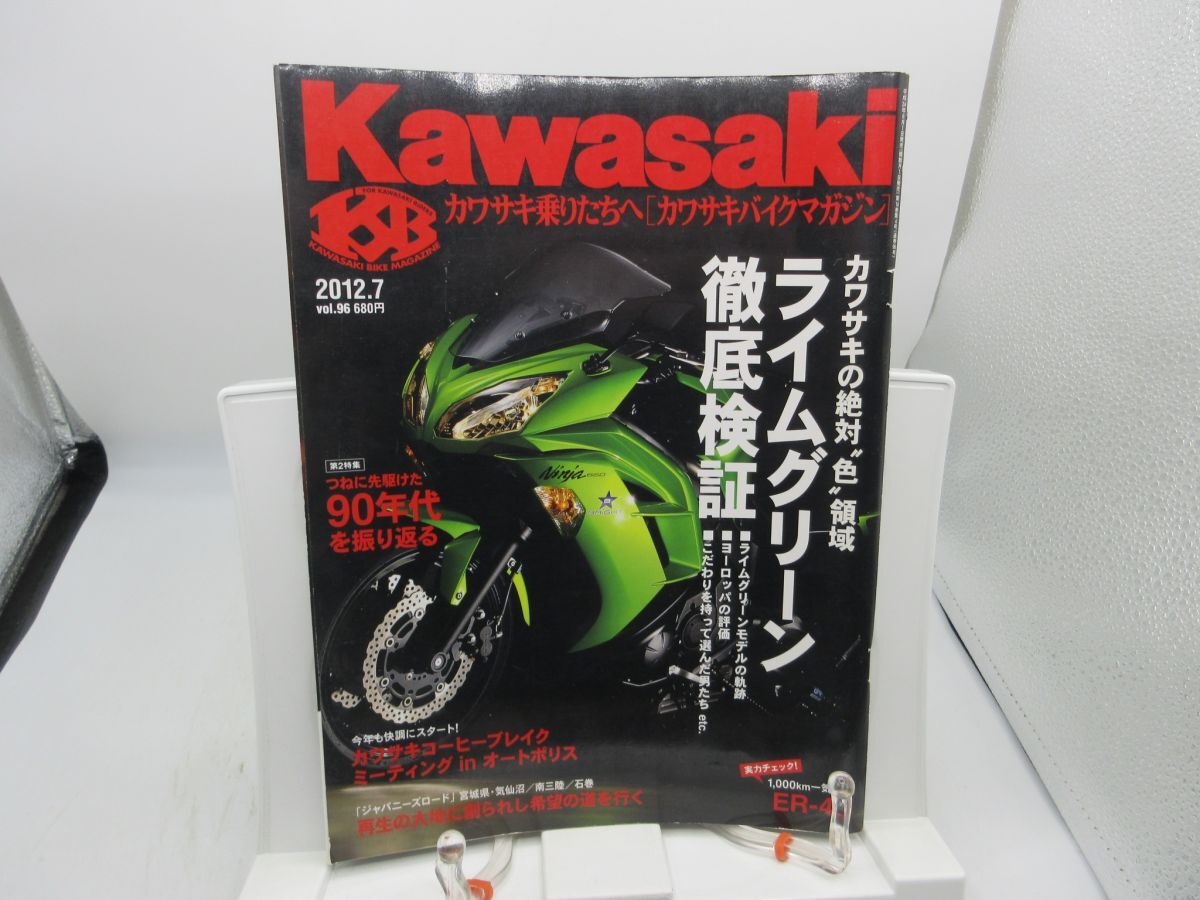 Kawasaki
FOR KAWASAKI RIDERS
KB
KAWASAKI BIKE MAGAZINE
カワサキ乗りたちへ[カワサキバイクマガジン]
2012.7
vol.96 680円
カワサキの絶対“色”領域
ライムグリーン
徹底検証
■ライムグリーンモデルの軌跡
■ヨーロッパの評価
■こだわりを持って選んだ男たち etc.
第2特集
つねに先駆けた
90年代
を振り返る
Ninja 650
今年も快調にスタート!
カワサキコーヒーブレイク
ミーティング in オートポリス
「ジャパニーズロード」宮城県・気仙沼/南三陸/石巻
再生の大地に創られし希望の道を行く
実力チェック!
1,000km一気
ER-4